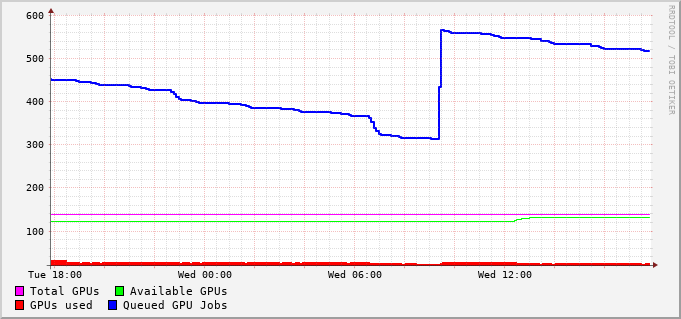 600
500
400
300
200
100
Tue 18:00 Wed 00:00 Wed 06:00 Wed 12:00
Total GPUs Available GPUs
GPUs used Queued GPU Jobs
RRDTOOL / TOBI OETIKER